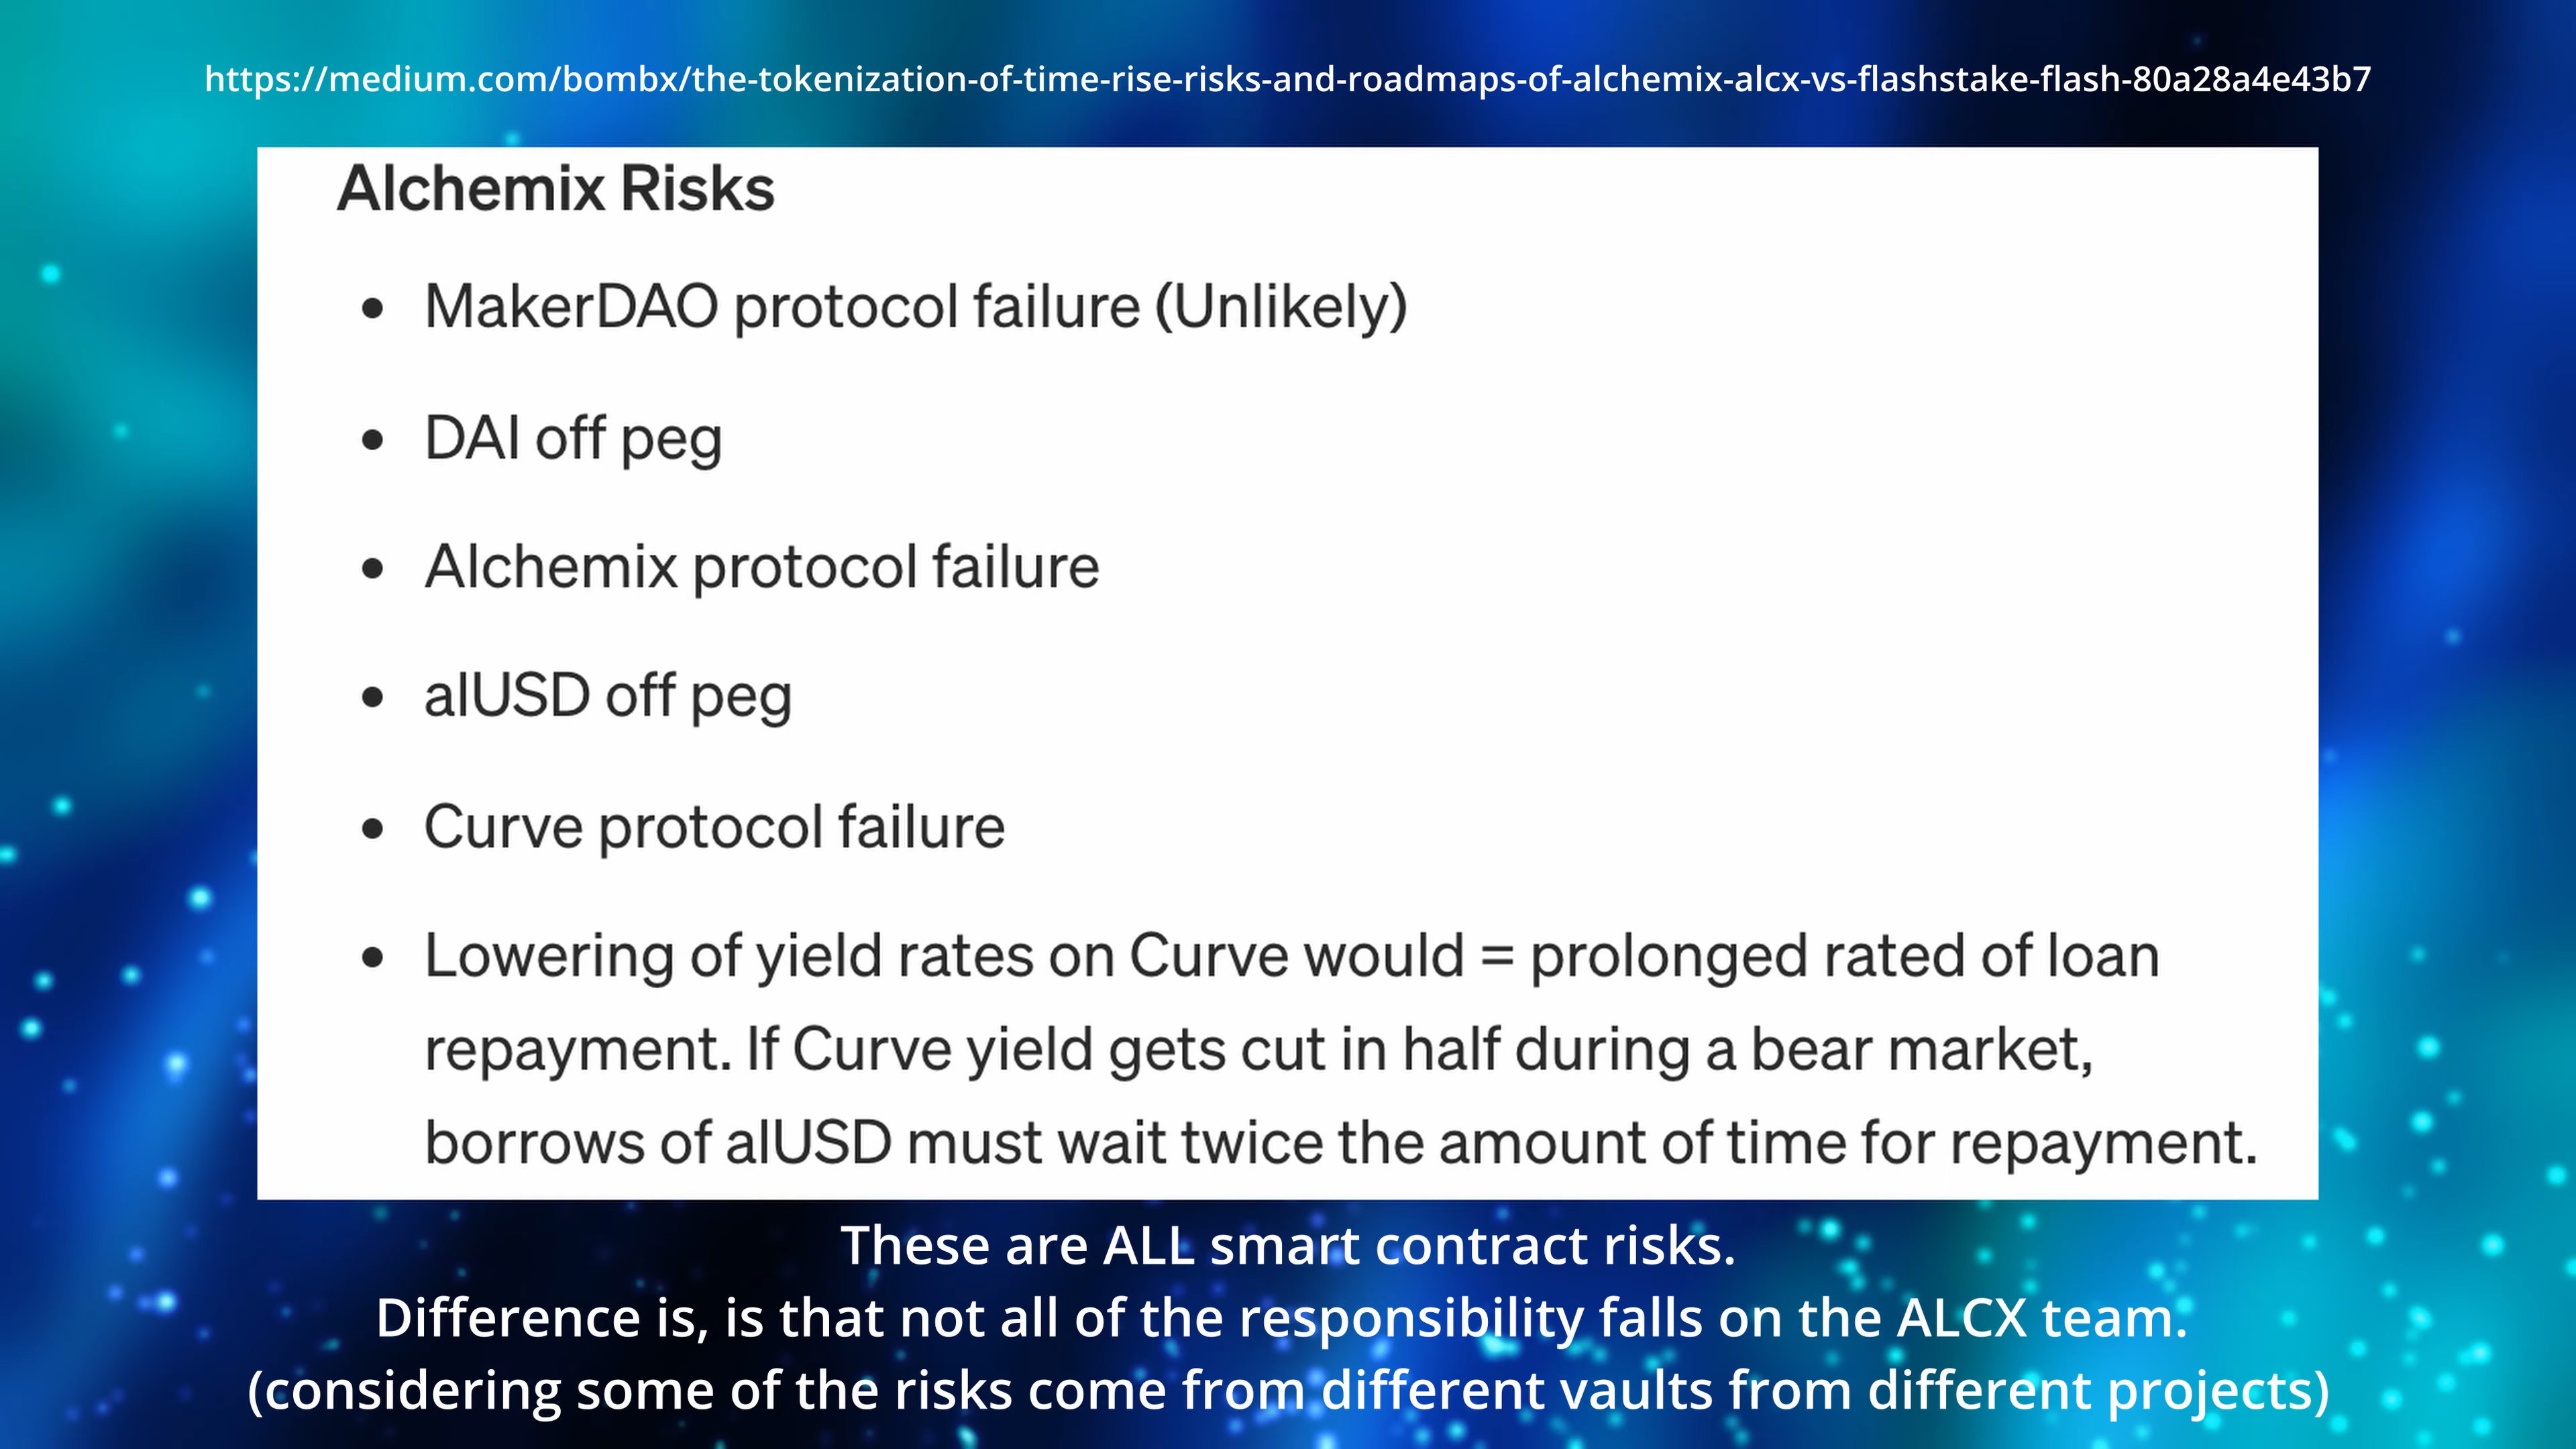 https://medium.com/bombx/the-tokenization-of-time-rise-risks-and-roadmaps-of-alchemix-alcx-vs-flashstake-flash-80a28a4e43b7
Alchemix Risks
• MakerDAO protocol failure (Unlikely)
• DAI off peg
• Alchemix protocol failure
• alUSD off peg
• Curve protocol failure
• Lowering of yield rates on Curve would = prolonged rated of loan
repayment. If Curve yield gets cut in half during a bear market,
borrows of alUSD must wait twice the amount of time for repayment.
These are ALL smart contract risks.
Difference is, is that not all of the responsibility falls on the ALCX team.
(considering some of the risks come from different vaults from different projects)